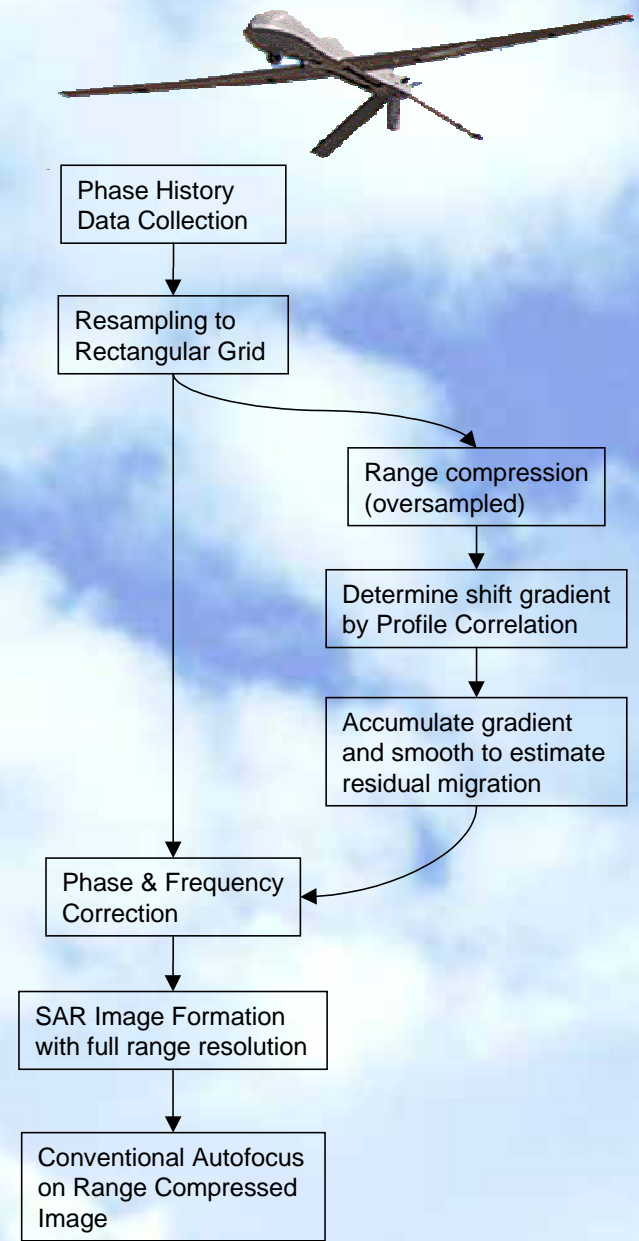 Phase History
Data Collection
Resampling to
Rectangular Grid
Range compression
(oversampled)
Determine shift gradient
by Profile Correlation
Accumulate gradient
and smooth to estimate
residual migration
Phase & Frequency
Correction
SAR Image Formation
with full range resolution
Conventional Autofocus
on Range Compressed
Image